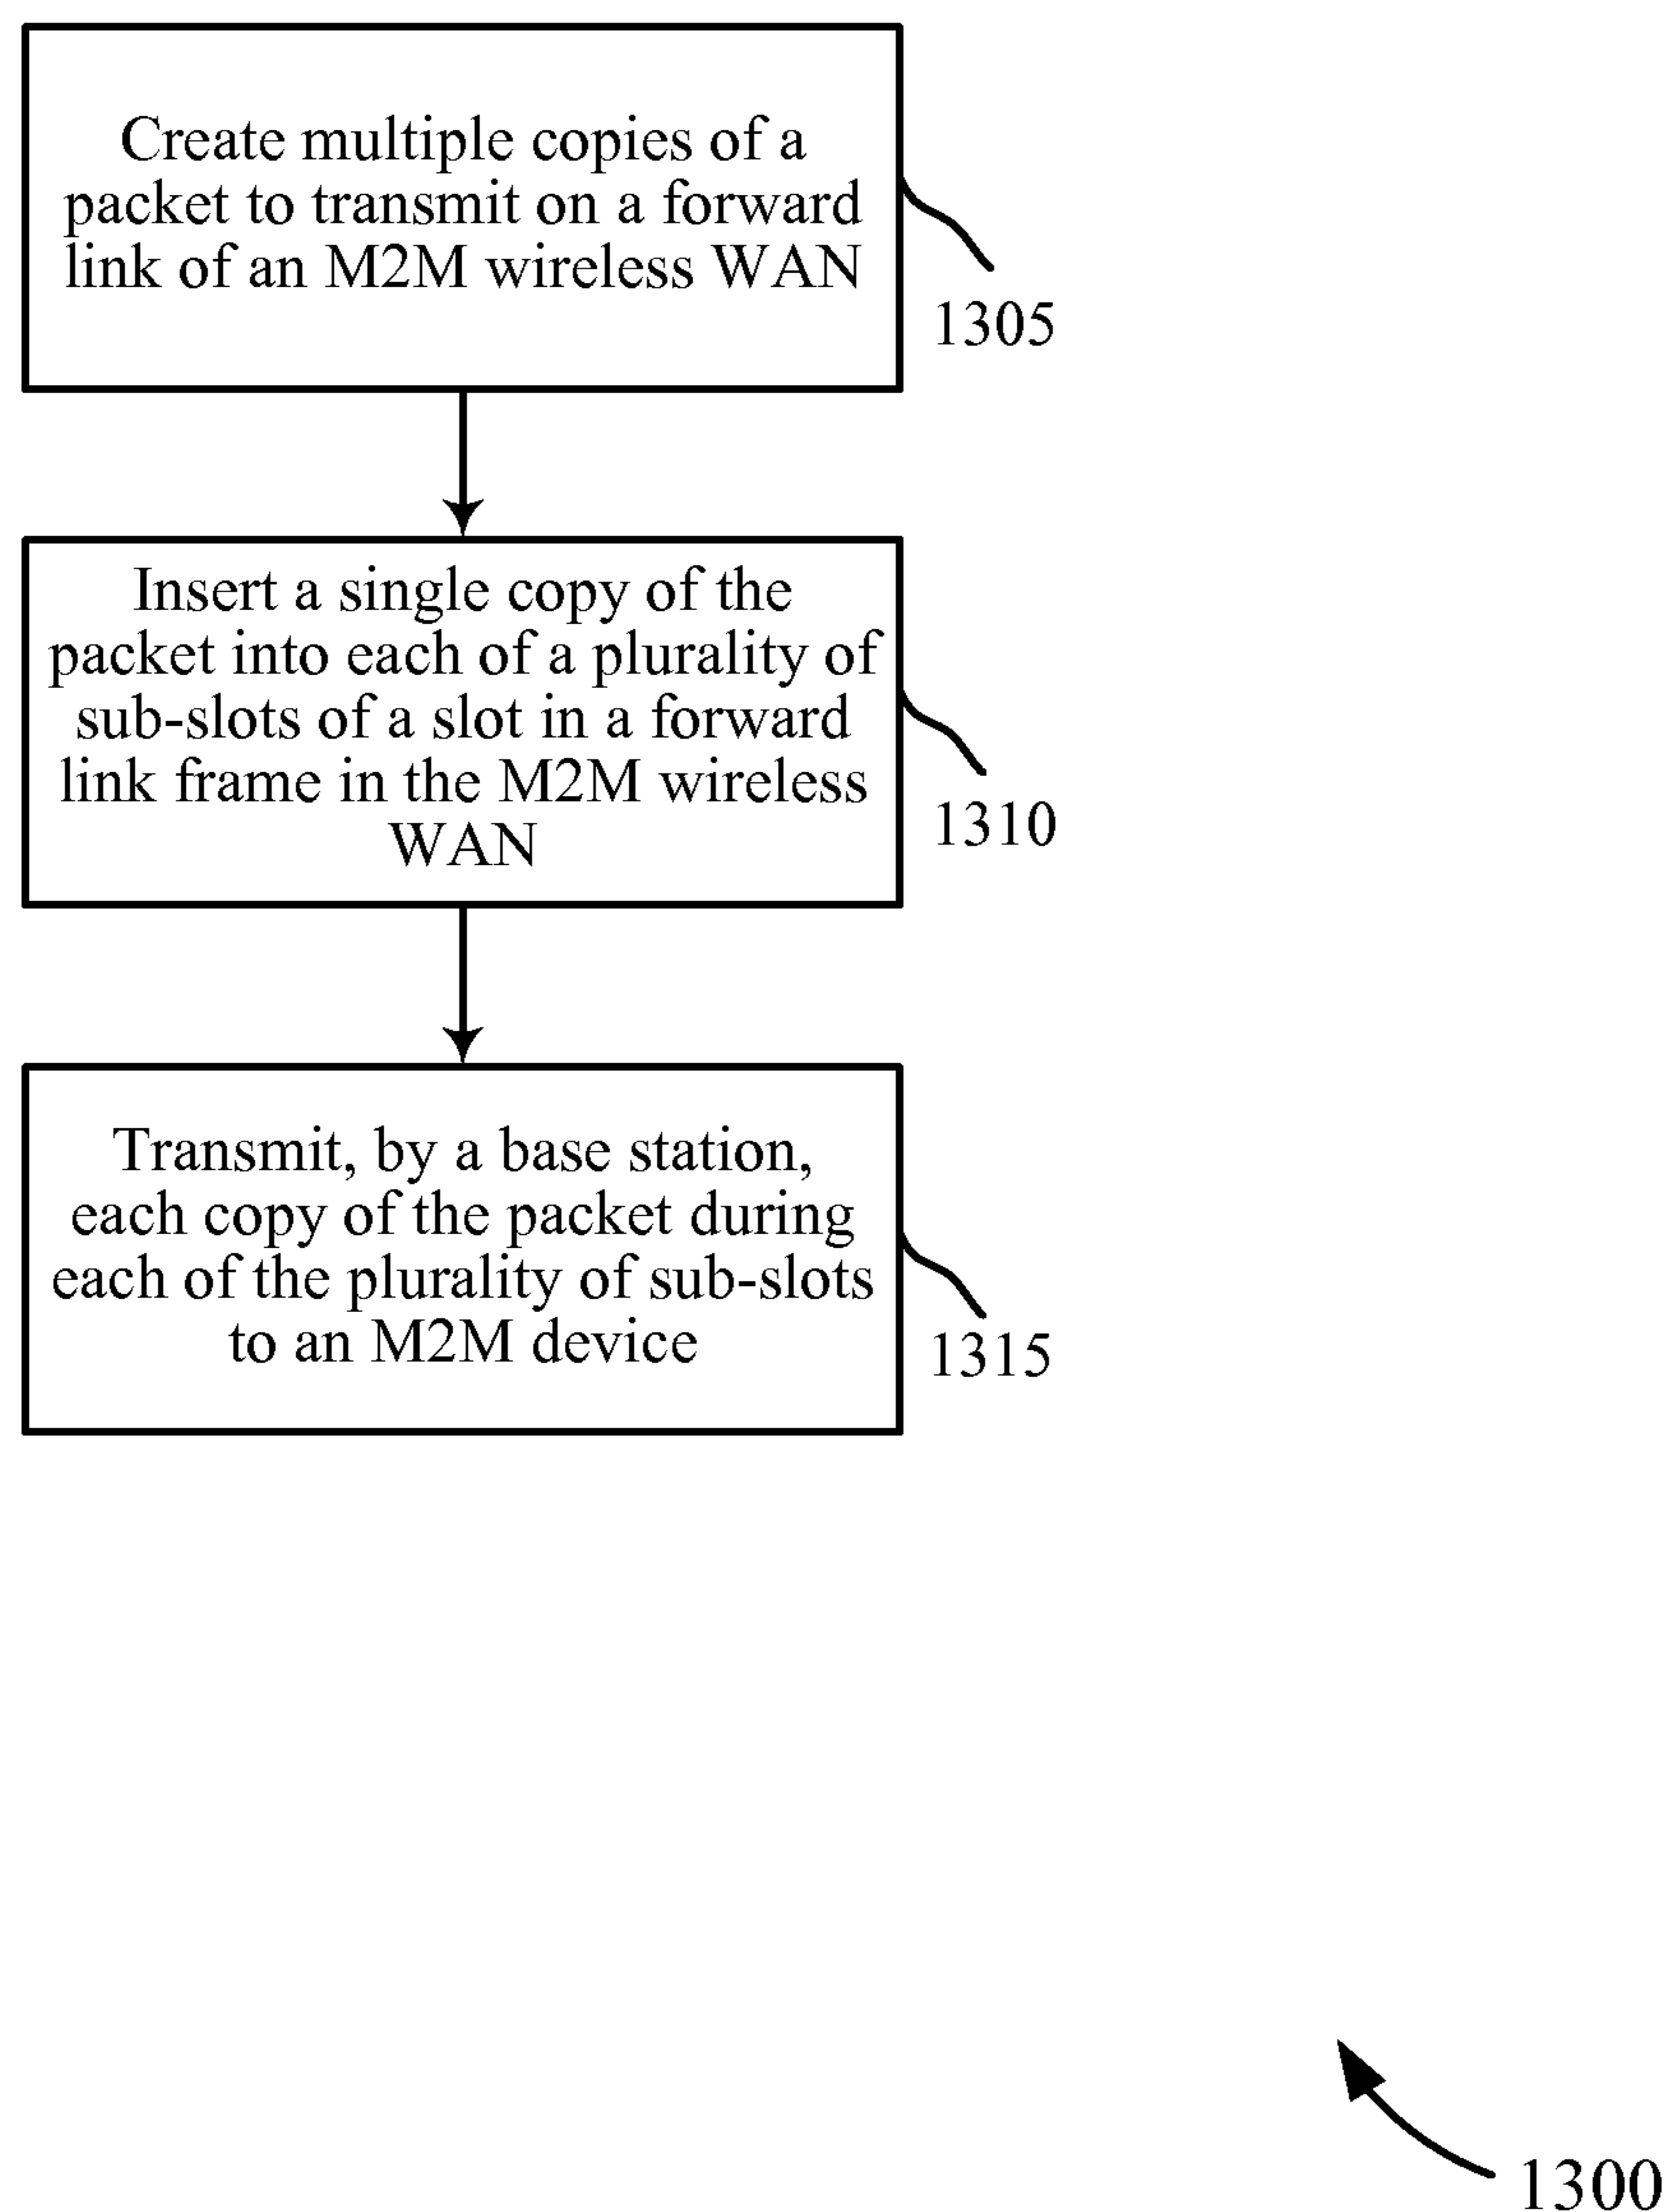 Create multiple copies of a
packet to transmit on a forward
link of an M2M wireless WAN
1305
Insert a single copy of the
packet into each of a plurality of
sub-slots of a slot in a forward
link frame in the M2M wireless
WAN
1310
Transmit, by a base station,
each copy of the packet during
each of the plurality of sub-slots
to an M2M device
1315
1300